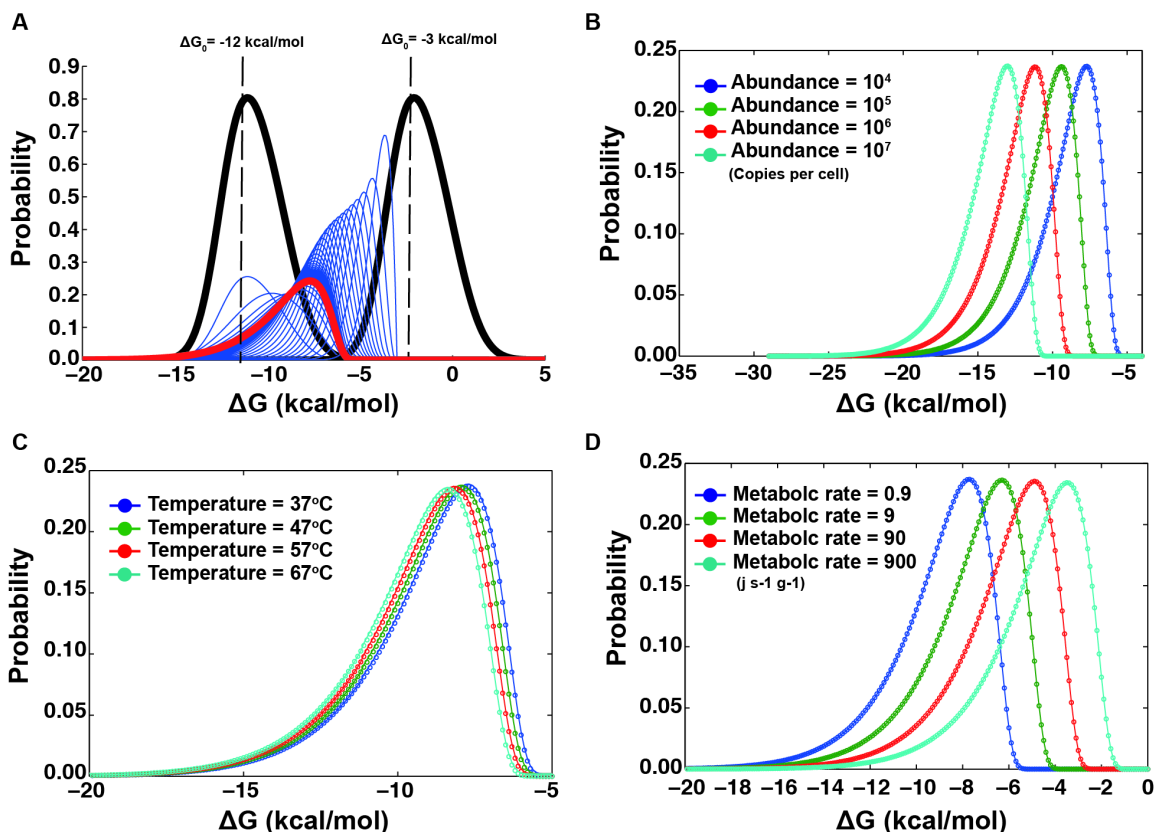 A
ΔG₀= -12 kcal/mol
ΔG₀= -3 kcal/mol
0.9
0.8
0.7
0.6
0.5
0.4
0.3
0.2
0.1
0.0
Probability
−20
−15
−10
−5
0
5
ΔG (kcal/mol)
B
0.25
0.20
0.15
0.10
0.05
0.00
Probability
Abundance = 10⁴
Abundance = 10⁵
Abundance = 10⁶
Abundance = 10⁷
(Copies per cell)
−35
−30
−25
−20
−15
−10
−5
ΔG (kcal/mol)
C
0.25
0.20
0.15
0.10
0.05
0.00
Probability
Temperature = 37ºC
Temperature = 47ºC
Temperature = 57ºC
Temperature = 67ºC
−20
−15
−10
−5
ΔG (kcal/mol)
D
0.25
0.20
0.15
0.10
0.05
0.00
Probability
Metabolc rate = 0.9
Metabolc rate = 9
Metabolc rate = 90
Metabolc rate = 900
(j s-1 g-1)
−20
−18
−16
−14
−12
−10
−8
−6
−4
−2
0
ΔG (kcal/mol)